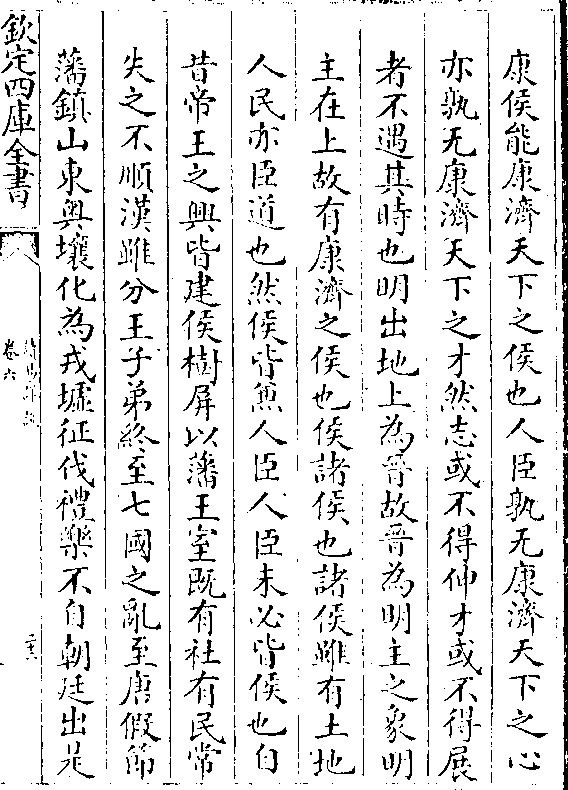 康侯能康濟天下之侯也人臣孰无康濟天下之心
亦孰无康濟天下之才然志或不得伸才或不得展
者不遇其時也明出地上為晉故晉為明主之象明
主在上故有康濟之侯也侯諸侯也諸侯雖有土地
人民亦臣道也然侯皆兼人臣人臣未必皆侯也自
昔帝王之興皆建侯樹屏以藩王室既有社有民常
失之不順漢雖分王子弟終至七國之亂至唐假節
藩鎮山東奥壤化為戎墟征伐禮樂不自朝廷出是
欽定四庫全書
卷六